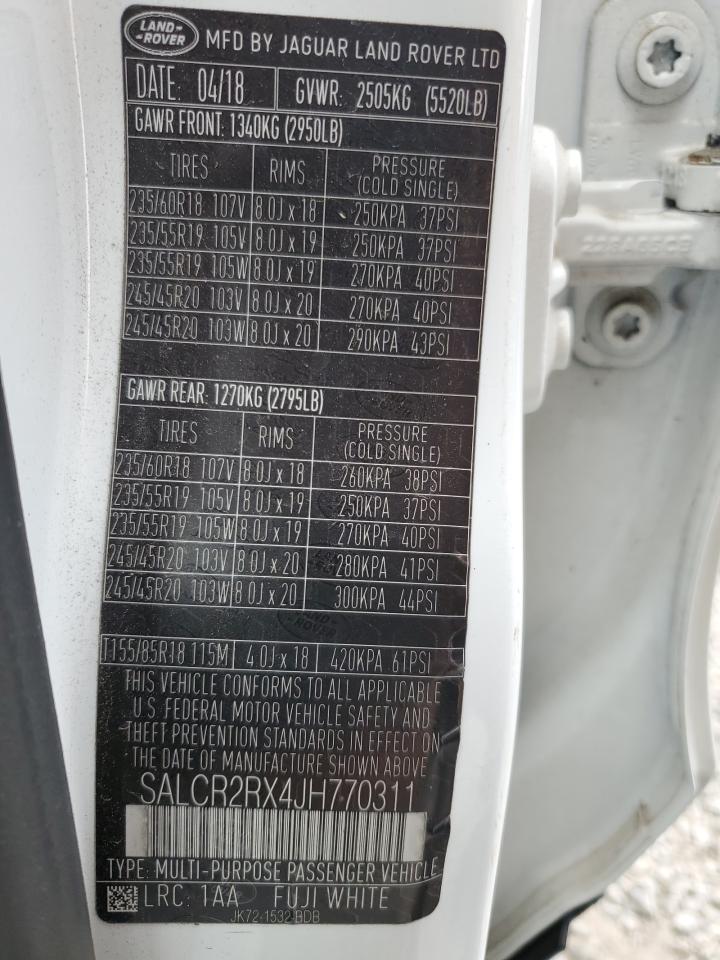 LAND ROVER MFD BY JAGUAR LAND ROVER LTD
DATE: 04/18 GVWR: 2505KG (5520LB)
GAWR FRONT: 1340KG (2950LB)
TIRES RIMS PRESSURE (COLD SINGLE)
235/60R18 107V 8.0J x 18 250KPA 37PSI
235/55R19 105V 8.0J x 19 250KPA 37PSI
235/55R19 105W 8.0J x 19 270KPA 40PSI
245/45R20 103V 8.0J x 20 270KPA 40PSI
245/45R20 103W 8.0J x 20 290KPA 43PSI
GAWR REAR: 1270KG (2795LB)
TIRES RIMS PRESSURE (COLD SINGLE)
235/60R18 107V 8.0J x 18 260KPA 38PSI
235/55R19 105V 8.0J x 19 250KPA 37PSI
235/55R19 105W 8.0J x 19 270KPA 40PSI
245/45R20 103V 8.0J x 20 280KPA 41PSI
245/45R20 103W 8.0J x 20 300KPA 44PSI
T155/85R18 115M 4.0J x 18 420KPA 61PSI
THIS VEHICLE CONFORMS TO ALL APPLICABLE
U.S. FEDERAL MOTOR VEHICLE SAFETY AND
THEFT PREVENTION STANDARDS IN EFFECT ON
THE DATE OF MANUFACTURE SHOWN ABOVE
SALCR2RX4JH770311
TYPE: MULTI-PURPOSE PASSENGER VEHICLE
LRC: 1AA FUJI WHITE
JK72-1532-BDB